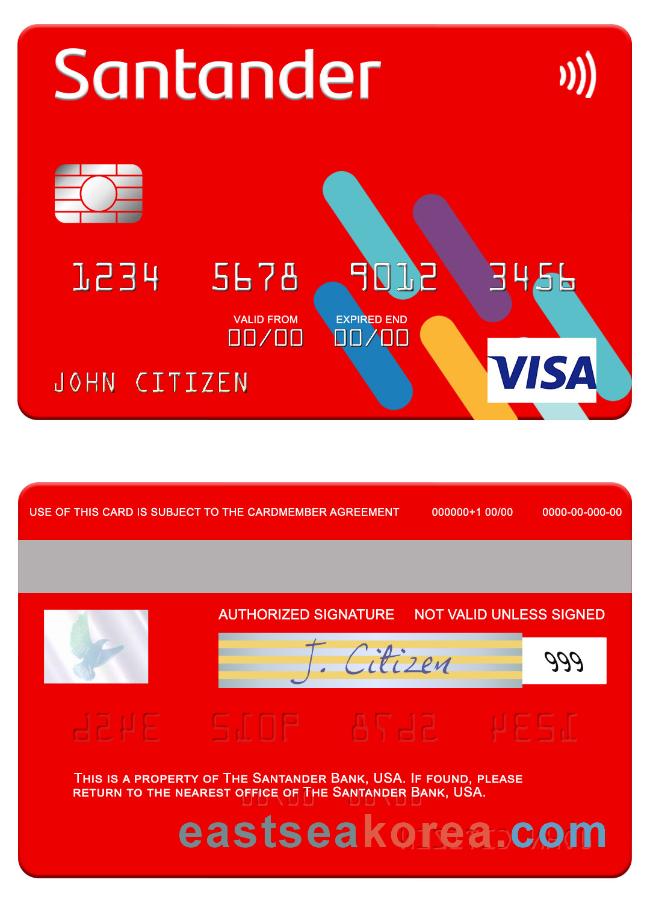 Santander
1234 5678 9012 3456
VALID FROM EXPIRED END
00/00 00/00
JOHN CITIZEN
VISA
USE OF THIS CARD IS SUBJECT TO THE CARDMEMBER AGREEMENT 000000+1 00/00 0000-00-000-00
AUTHORIZED SIGNATURE NOT VALID UNLESS SIGNED
J. Citizen 999
THIS IS A PROPERTY OF THE SANTANDER BANK, USA. IF FOUND, PLEASE
RETURN TO THE NEAREST OFFICE OF THE SANTANDER BANK, USA.
eastseakorea.com